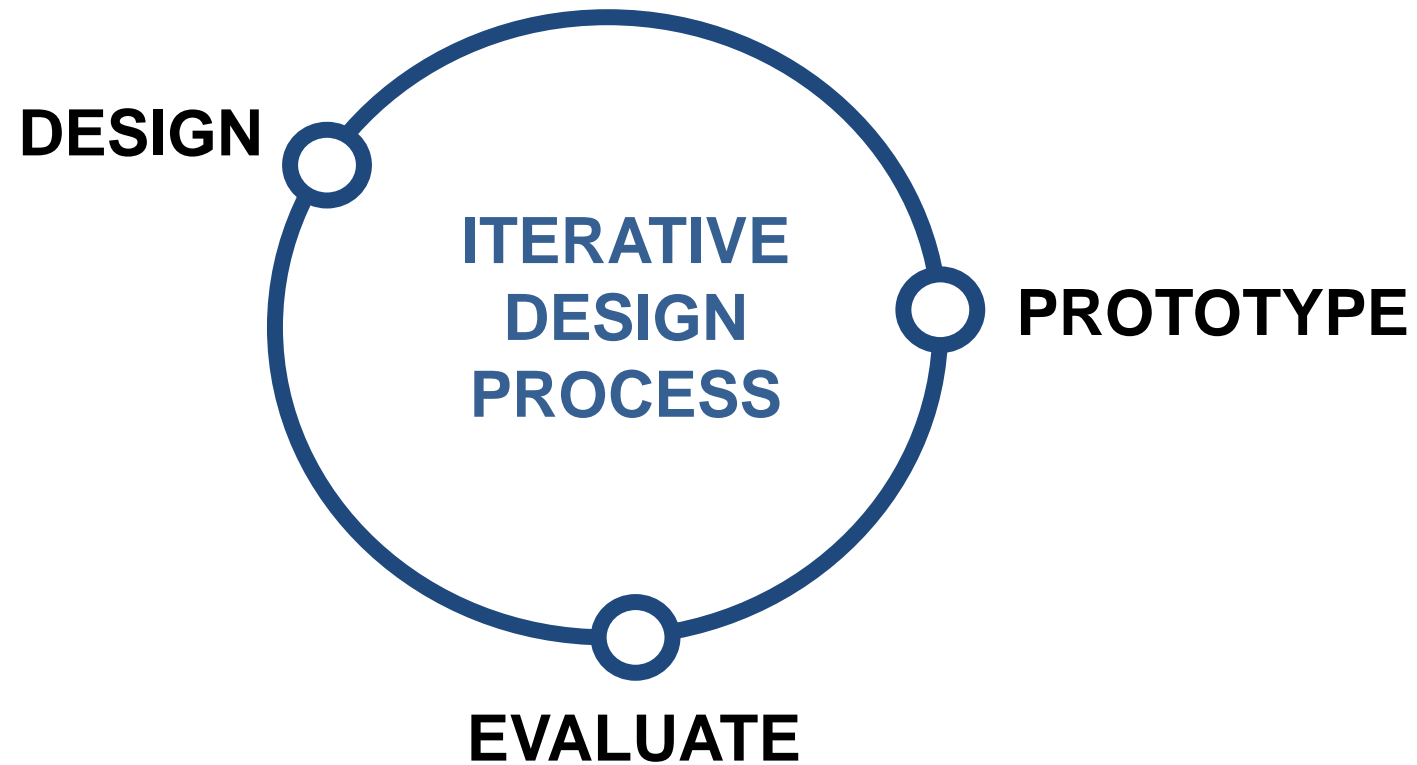 DESIGN
ITERATIVE
DESIGN
PROCESS
PROTOTYPE
EVALUATE